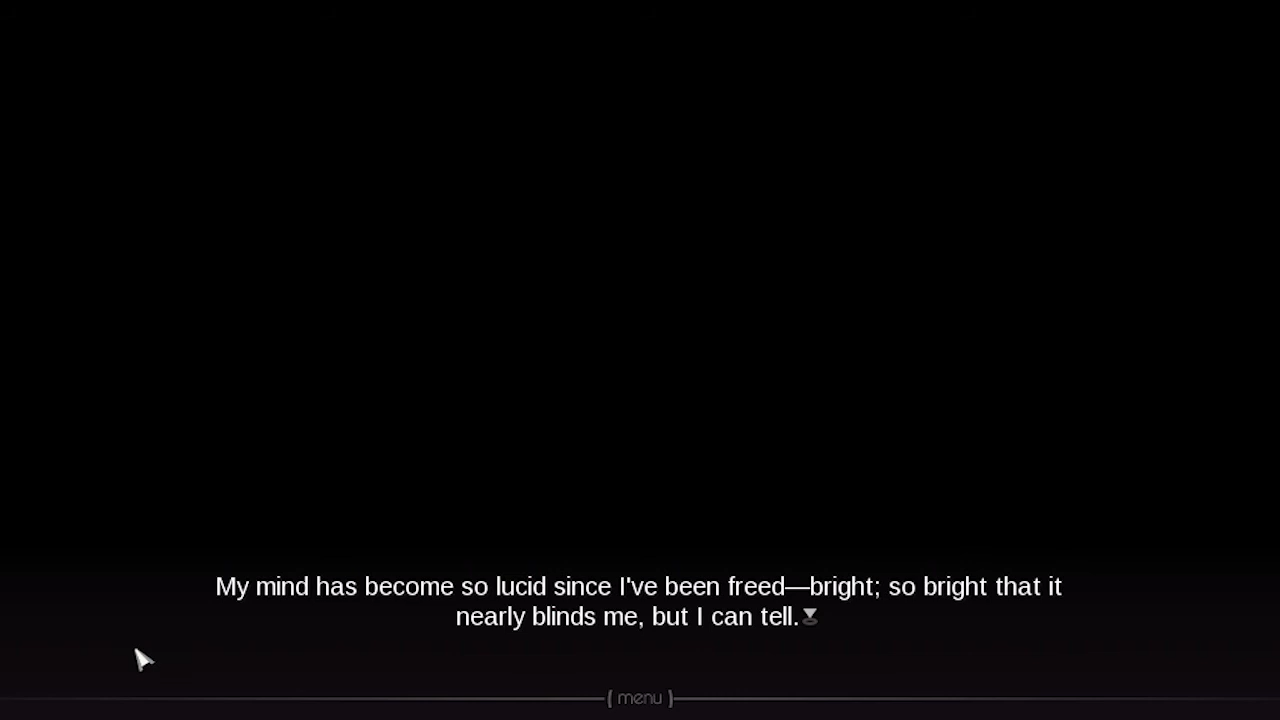 My mind has become so lucid since I've been freed—bright; so bright that it
nearly blinds me, but I can tell.
( menu )